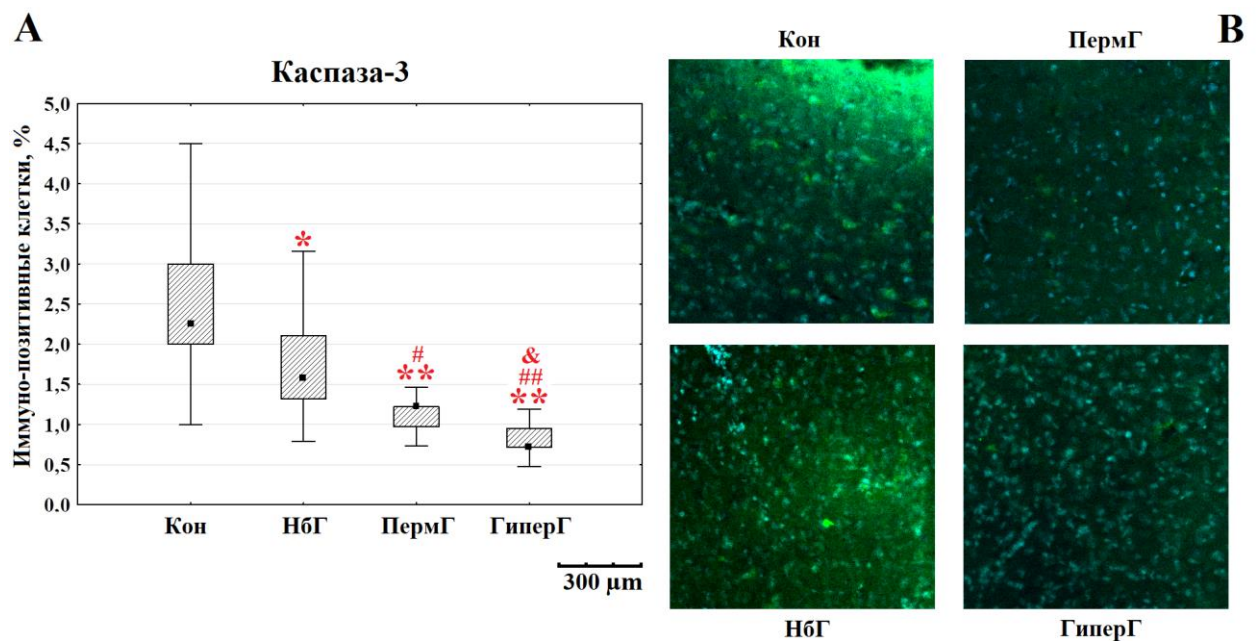 A
Каспаза-3
Иммуно-позитивные клетки, %
5,0
4,5
4,0
3,5
3,0
2,5
2,0
1,5
1,0
0,5
0.0
*
#
**
&
##
**
Кон
НбГ
ПермГ
ГиперГ
300 µm
B
Кон
ПермГ
НбГ
ГиперГ